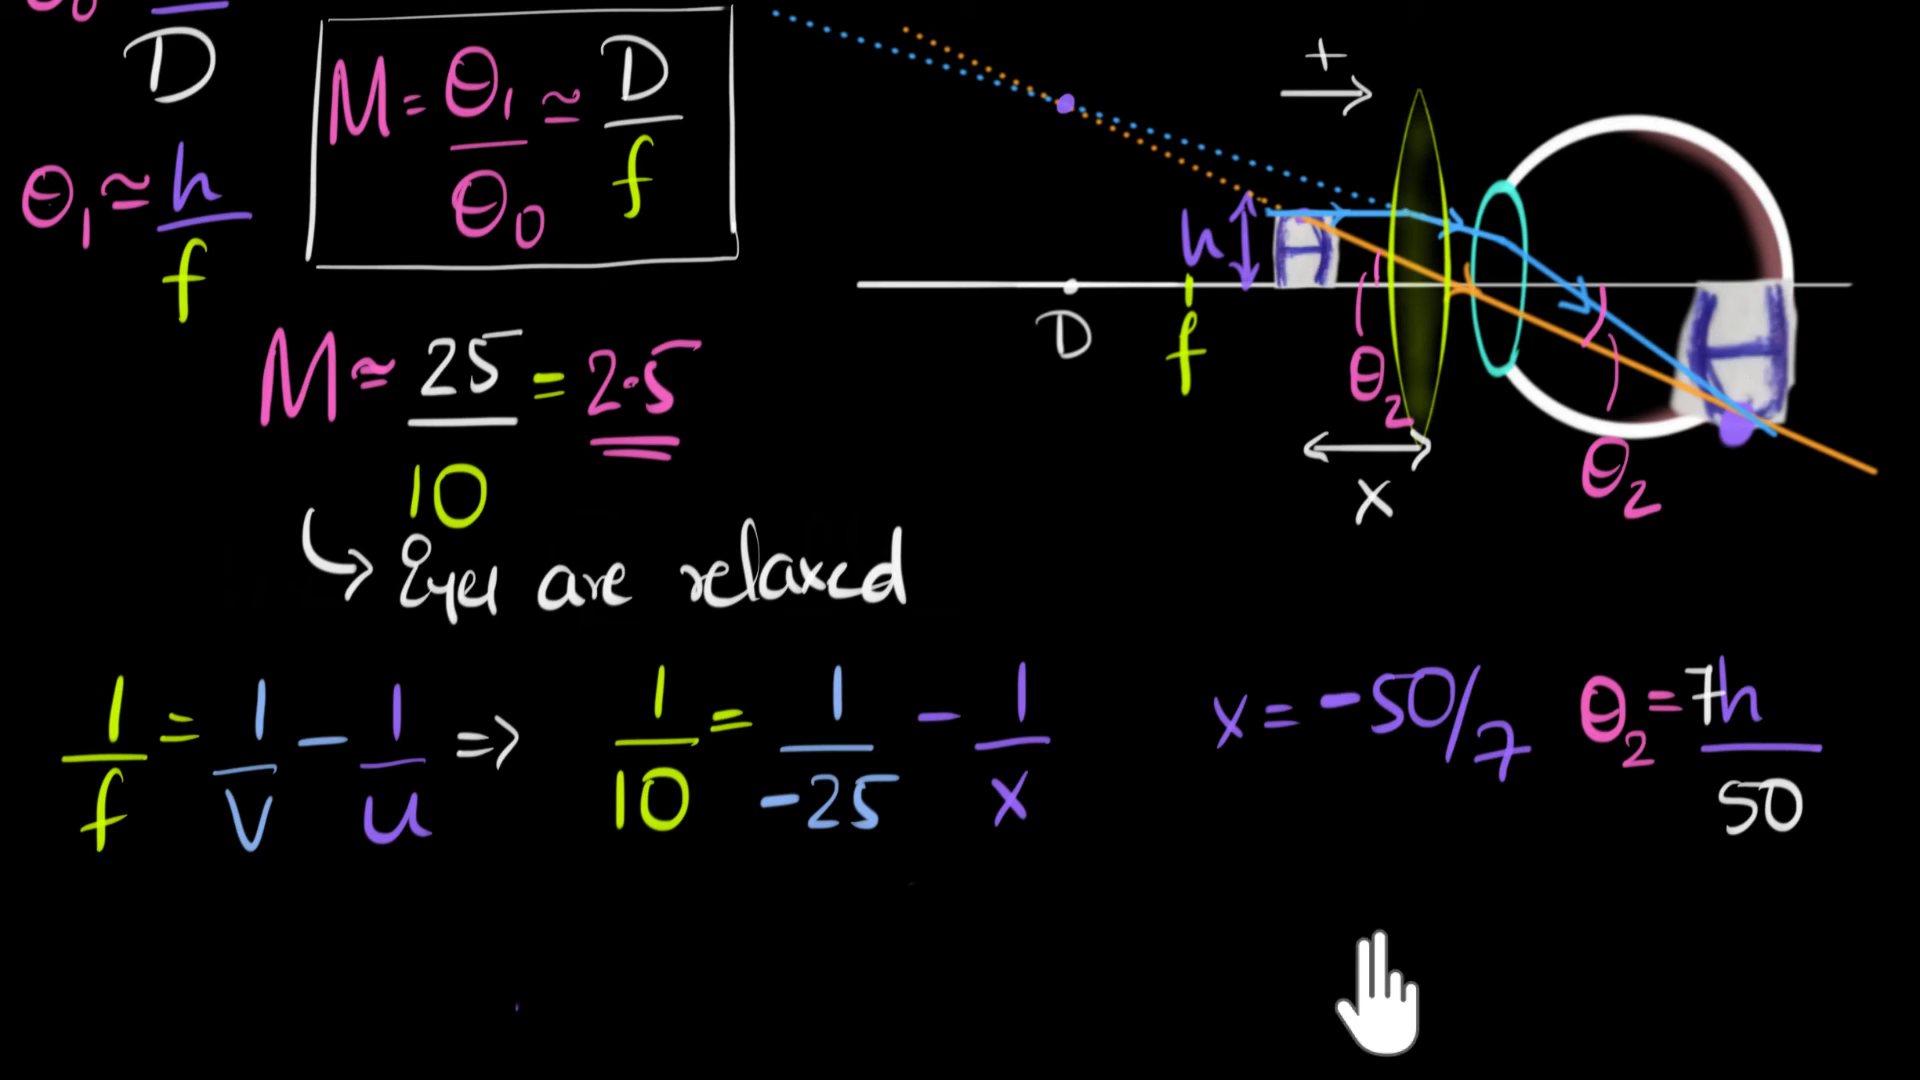 θ₀
D
M = θ₁/θ₀ ≃ D/f
θ₁ ≃ h/f
+
h
H
D
f
θ₂
x
H
θ₂
M ≃ 25/10 = 2.5
↳ Eyes are relaxed
1/f = 1/v - 1/u ⇒ 1/10 = 1/-25 - 1/x
x = -50/7
θ₂ = 7h/50